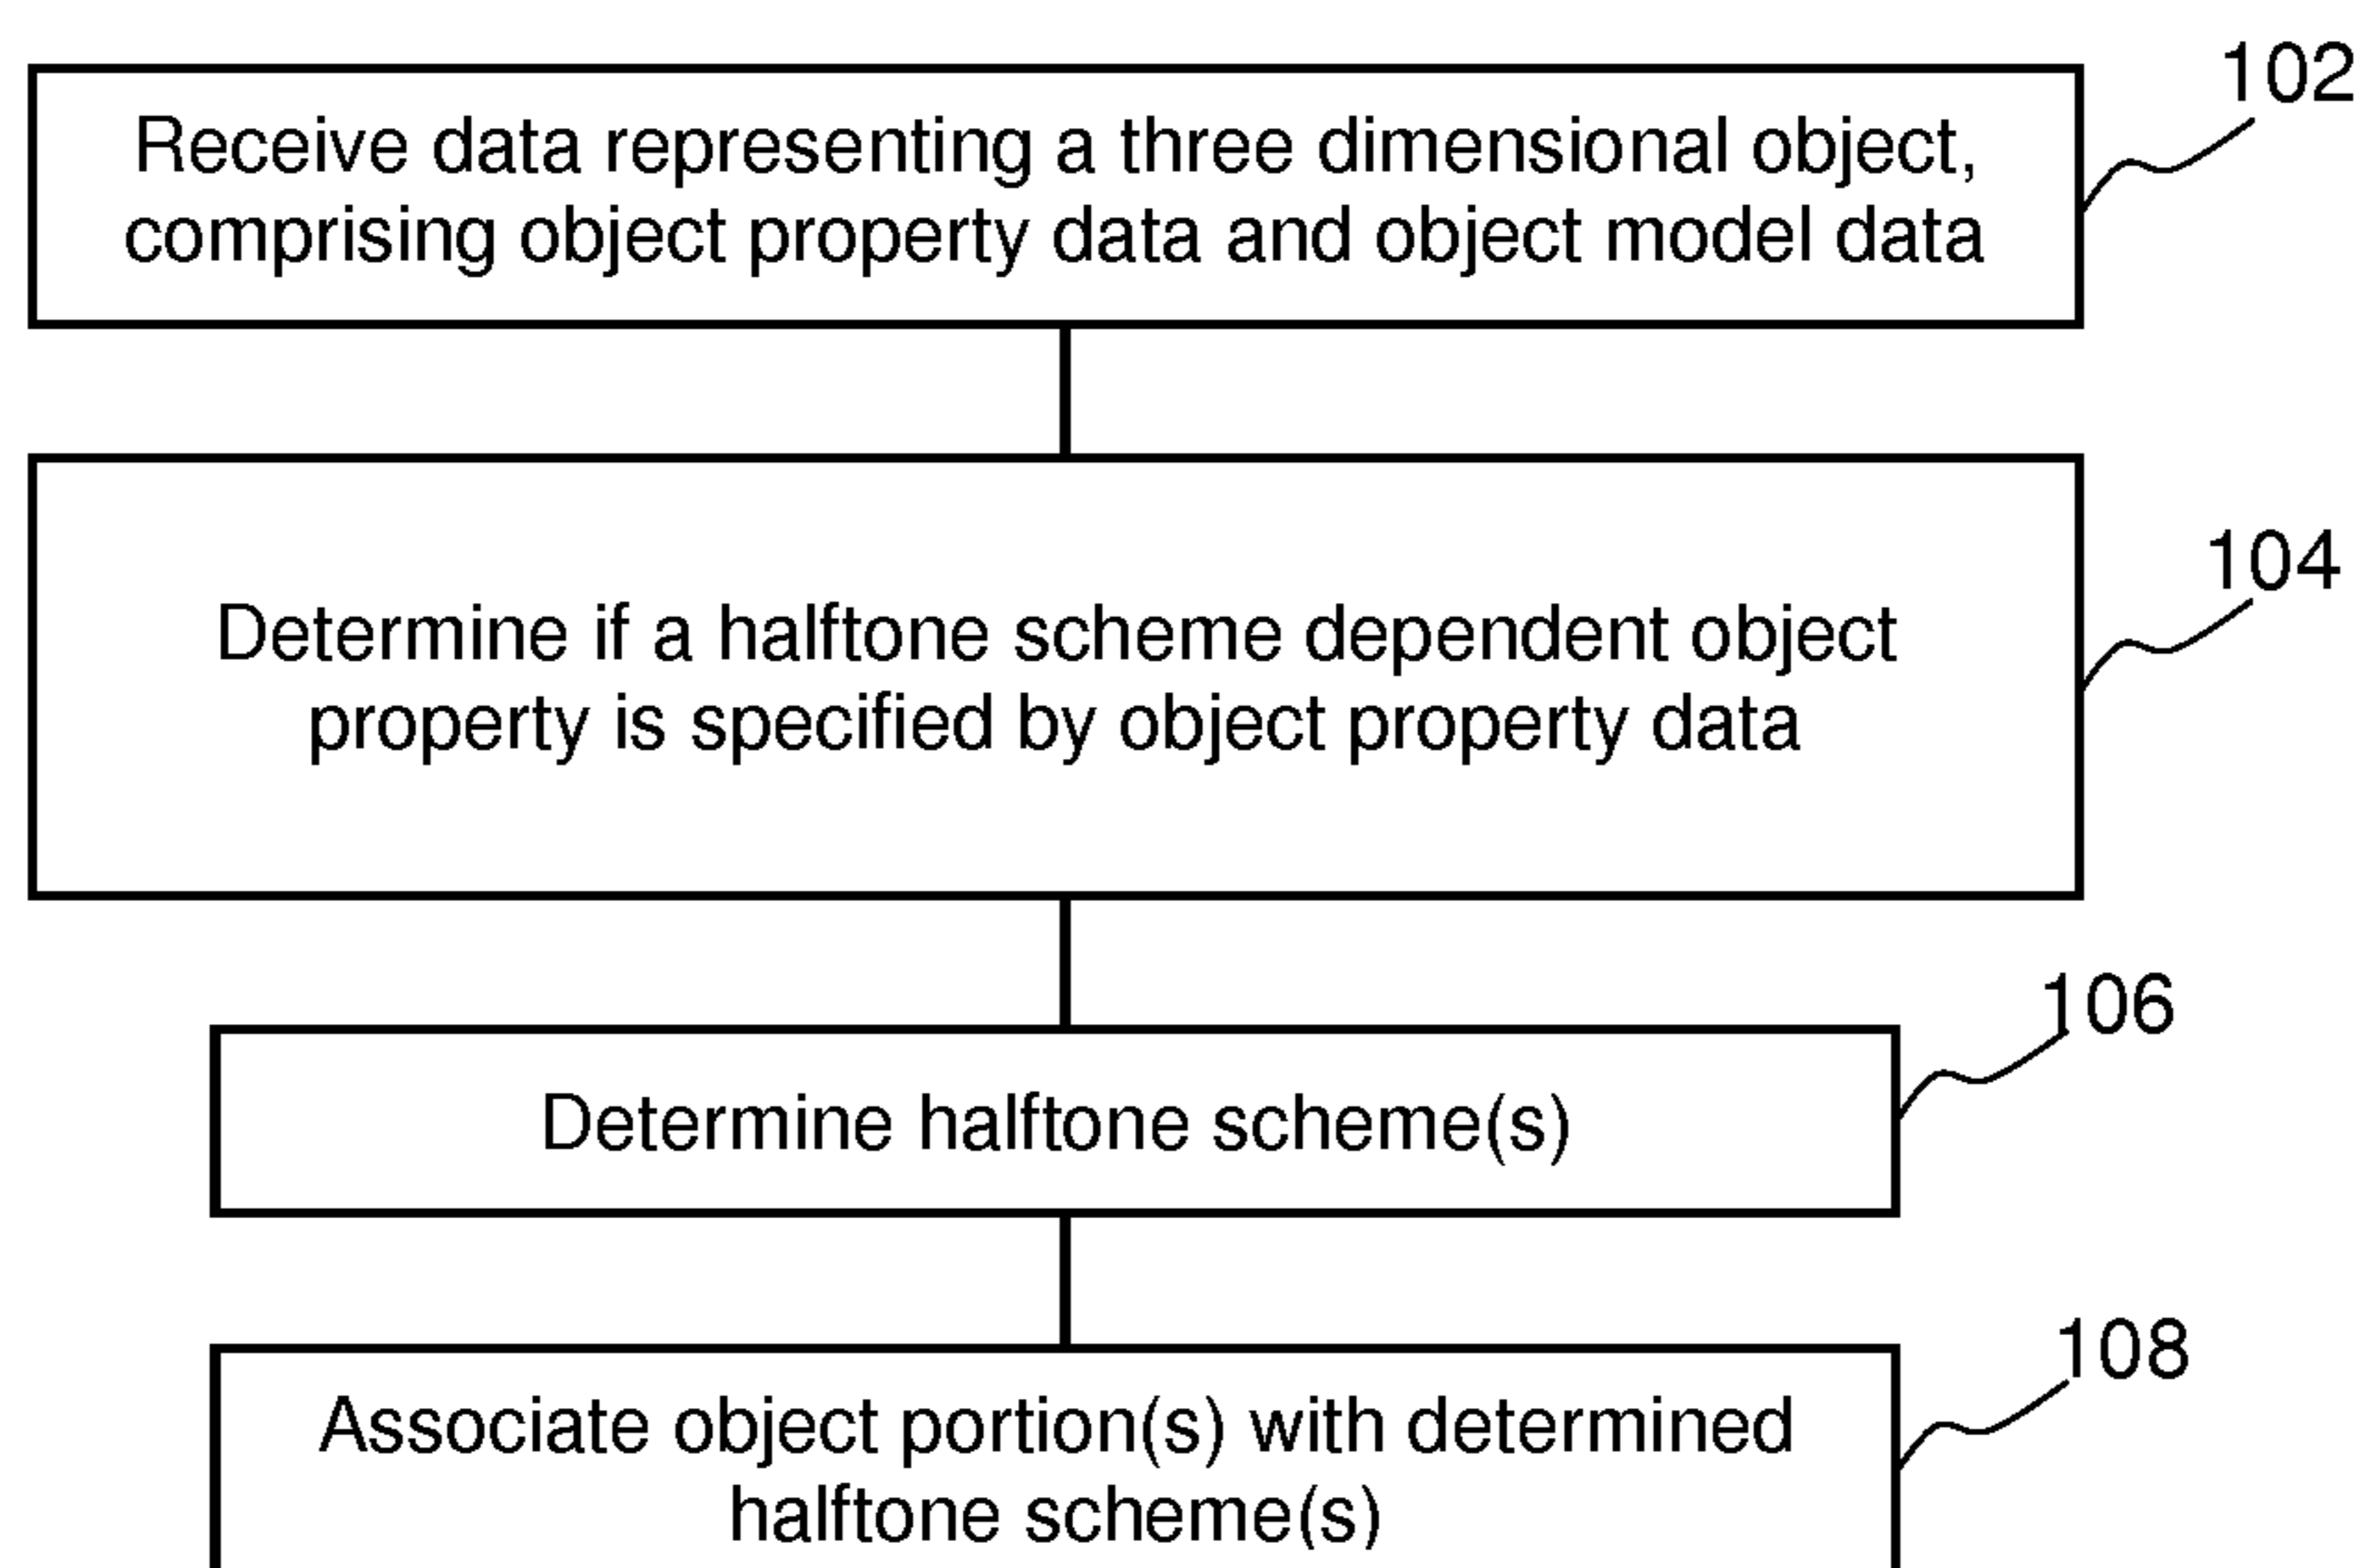 102
Receive data representing a three dimensional object,
comprising object property data and object model data
104
Determine if a halftone scheme dependent object
property is specified by object property data
106
Determine halftone scheme(s)
108
Associate object portion(s) with determined
halftone scheme(s)